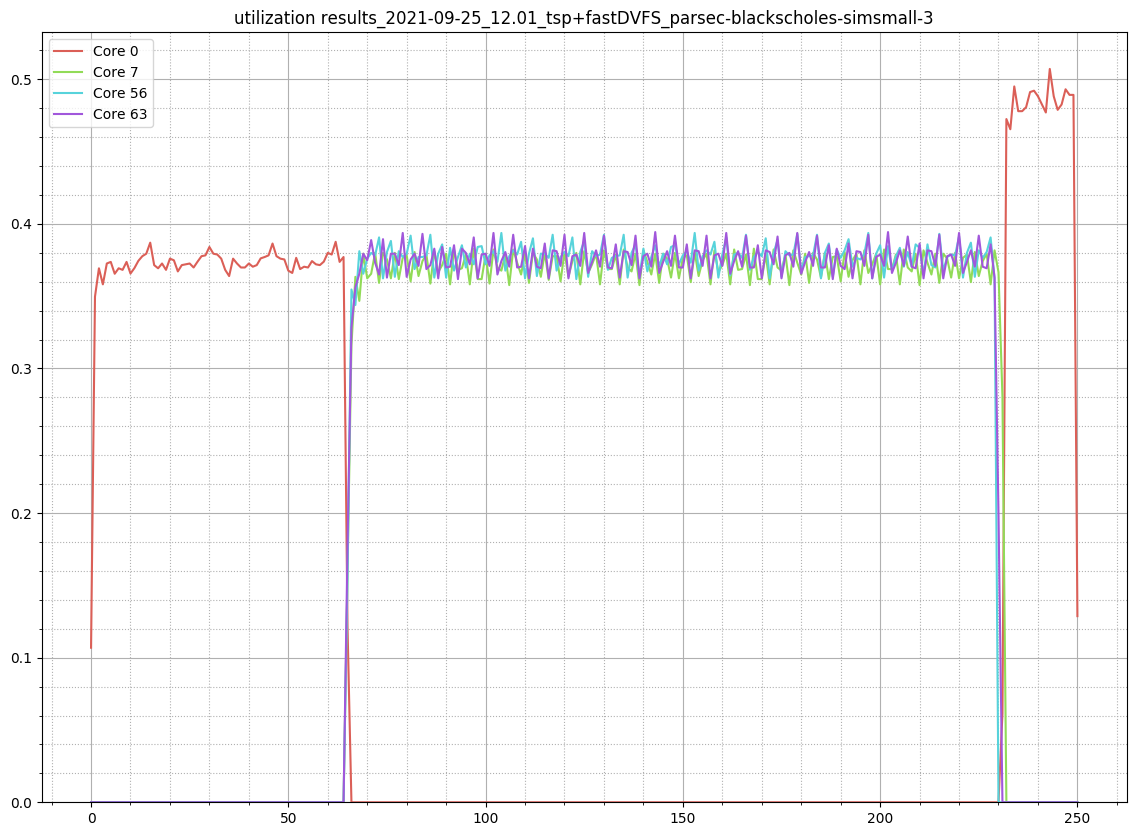 utilization results_2021-09-25_12.01_tsp+fastDVFS_parsec-blackscholes-simsmall-3
Core 0
Core 7
Core 56
Core 63
0.5
0.4
0.3
0.2
0.1
0.0
0 50 100 150 200 250